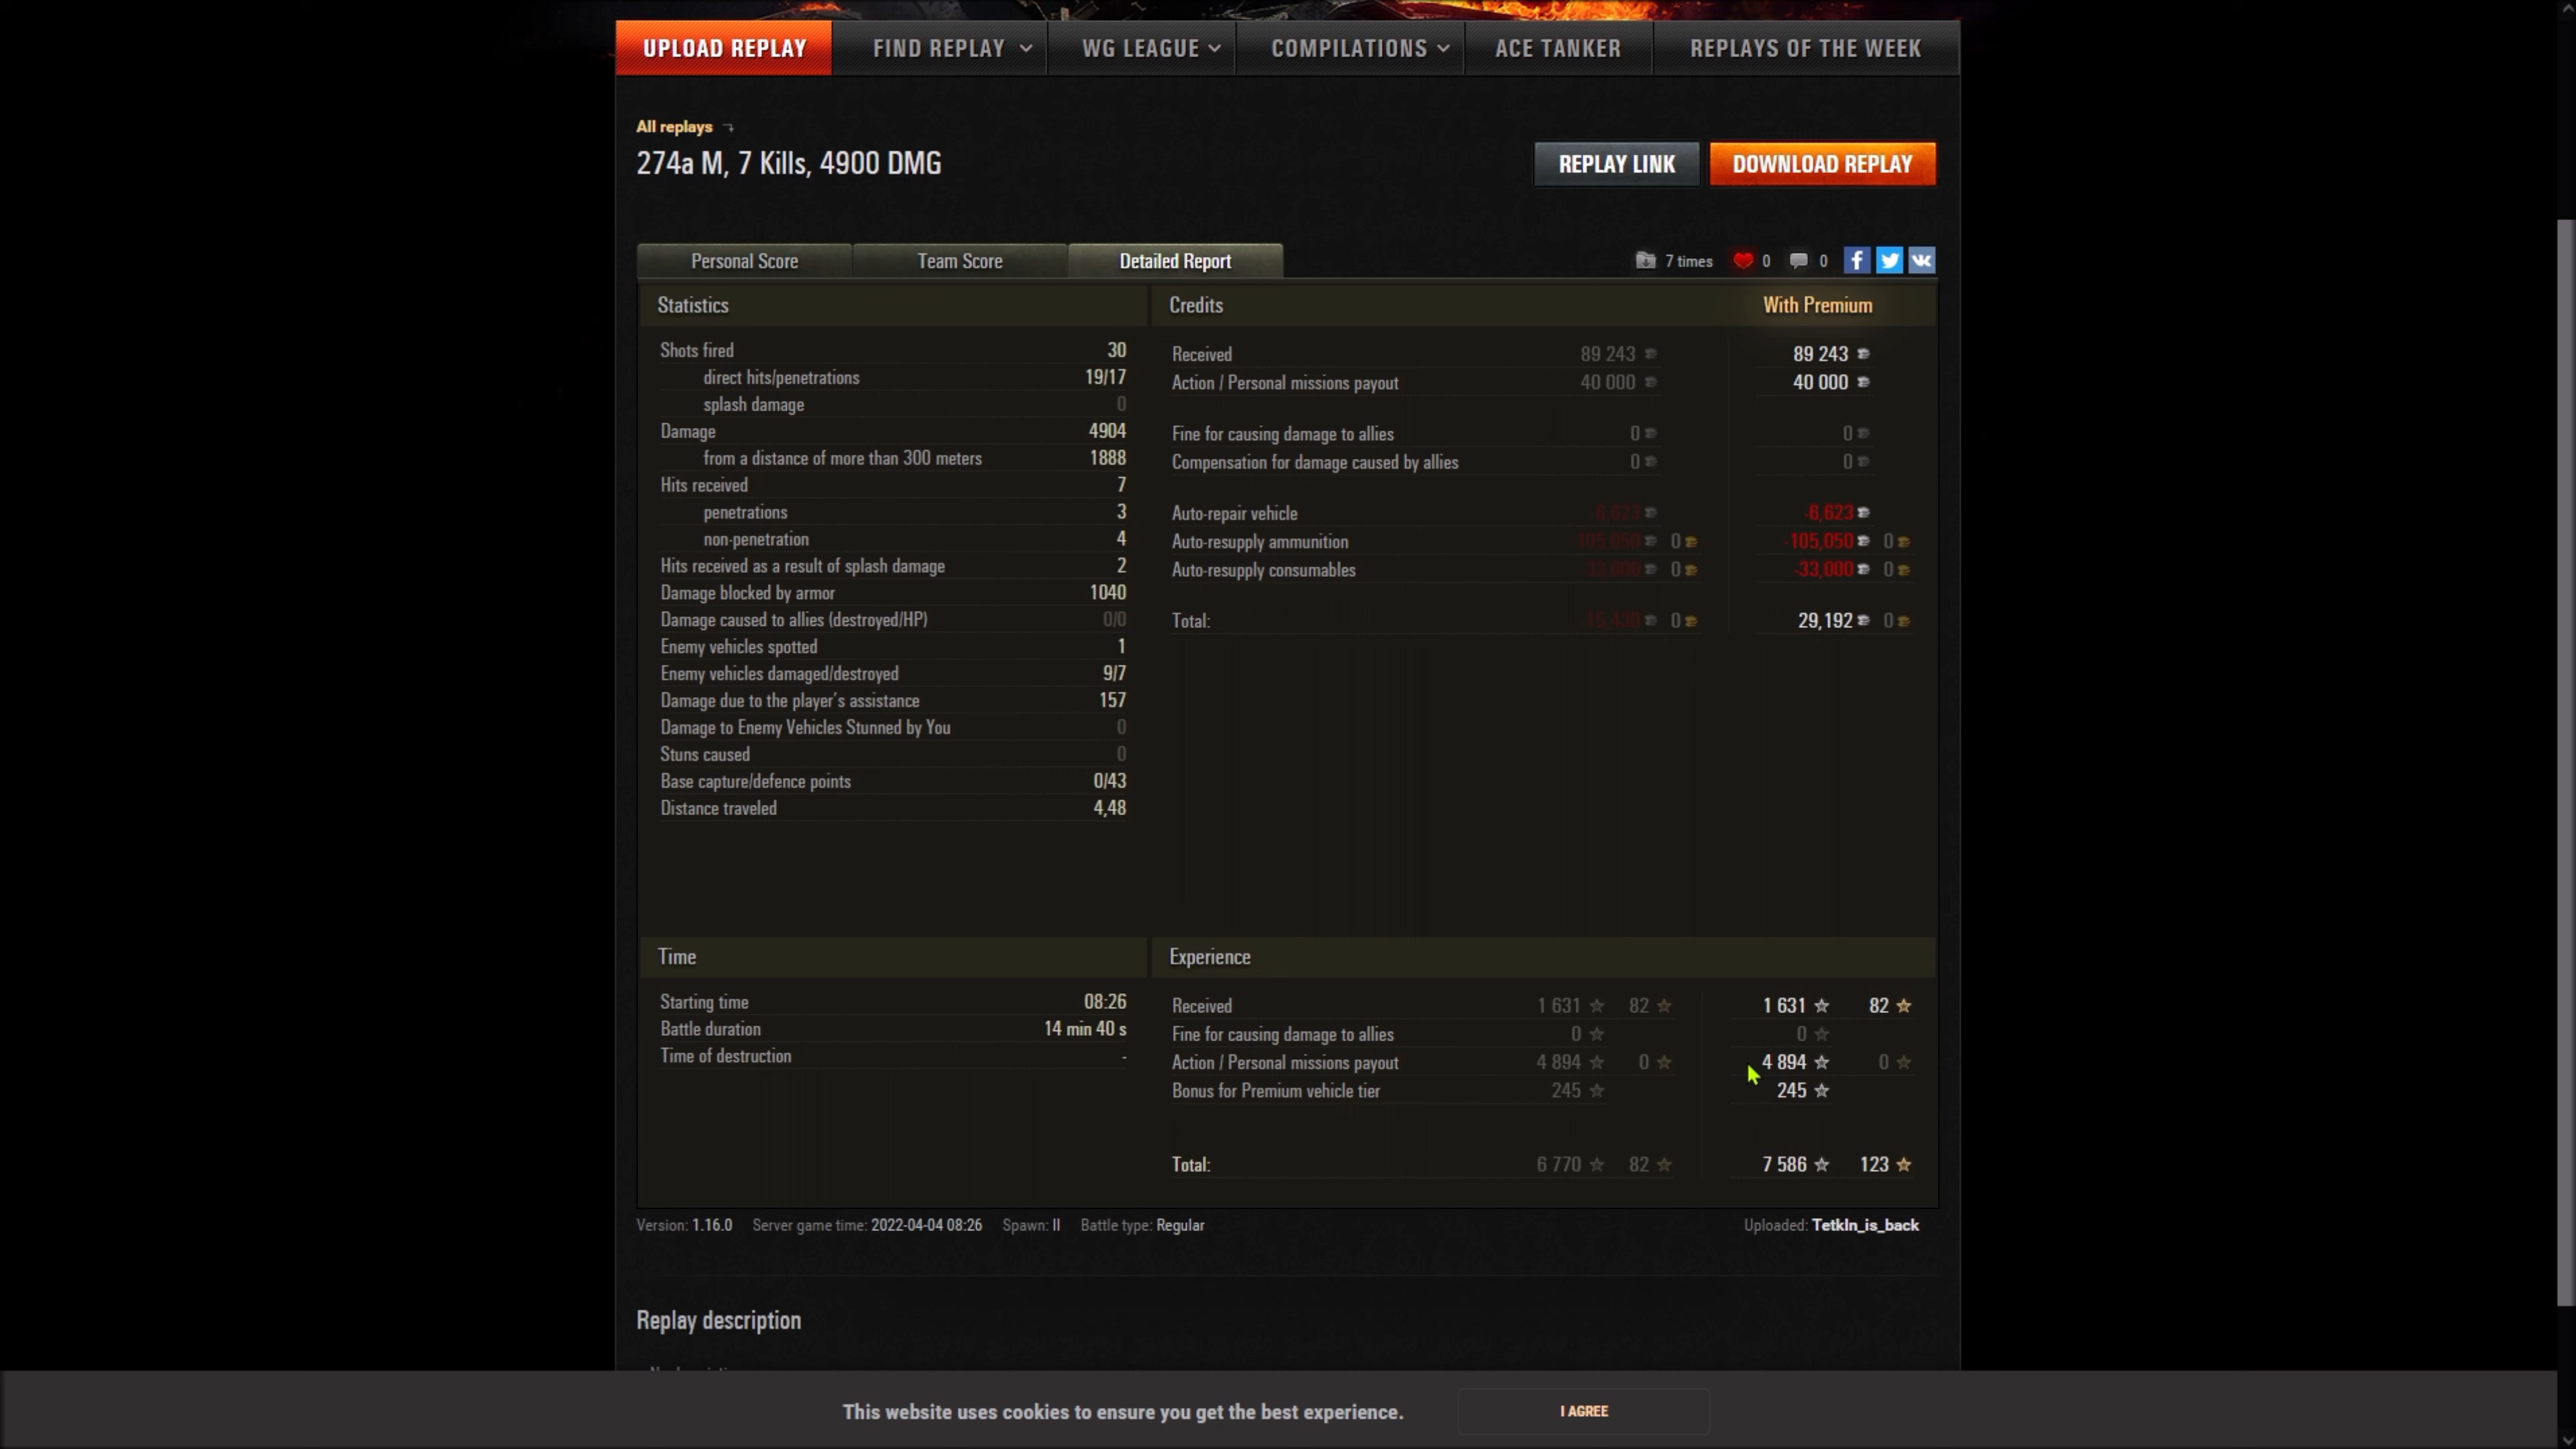 UPLOAD REPLAY FIND REPLAY WG LEAGUE COMPILATIONS ACE TANKER REPLAYS OF THE WEEK
All replays
274a M, 7 Kills, 4900 DMG
REPLAY LINK DOWNLOAD REPLAY
Personal Score Team Score Detailed Report 7 times 0 0
Statistics
Shots fired 30
direct hits/penetrations 19/17
splash damage 0
Damage 4904
from a distance of more than 300 meters 1888
Hits received 7
penetrations 3
non-penetration 4
Hits received as a result of splash damage 2
Damage blocked by armor 1040
Damage caused to allies (destroyed/HP) 0/0
Enemy vehicles spotted 1
Enemy vehicles damaged/destroyed 9/7
Damage due to the player's assistance 157
Damage to Enemy Vehicles Stunned by You 0
Stuns caused 0
Base capture/defence points 0/43
Distance traveled 4,48
Credits With Premium
Received 89 243 89 243
Action / Personal missions payout 40 000 40 000
Fine for causing damage to allies 0 0
Compensation for damage caused by allies 0 0
Auto-repair vehicle -6,623 -6,623
Auto-resupply ammunition -105,050 0 -105,050 0
Auto-resupply consumables -33,000 0 -33,000 0
Total: 0 29,192 0
Time
Starting time 08:26
Battle duration 14 min 40 s
Time of destruction -
Experience
Received 1 631 82 1 631 82
Fine for causing damage to allies 0 0
Action / Personal missions payout 4 894 0 4 894 0
Bonus for Premium vehicle tier 245 245
Total: 6 770 82 7 586 123
Version: 1.16.0 Server game time: 2022-04-04 08:26 Spawn: II Battle type: Regular Uploaded: Tetkln_is_back
Replay description
This website uses cookies to ensure you get the best experience. I AGREE